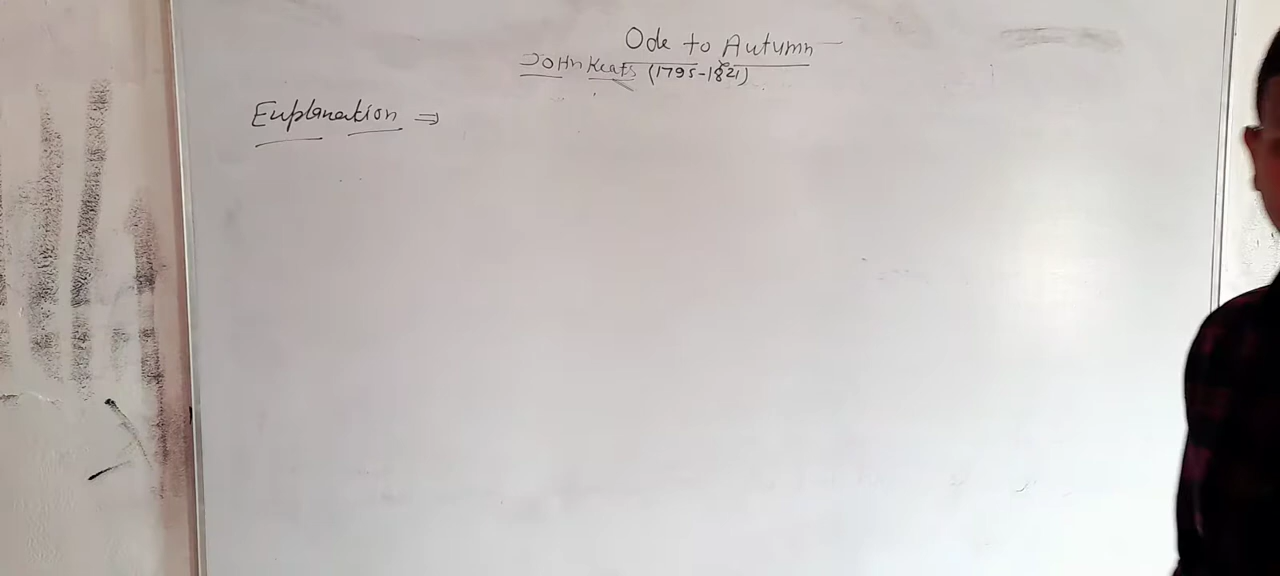 Ode to Autumn
JOHn Keats (1795-1821)
Explanation ⇒